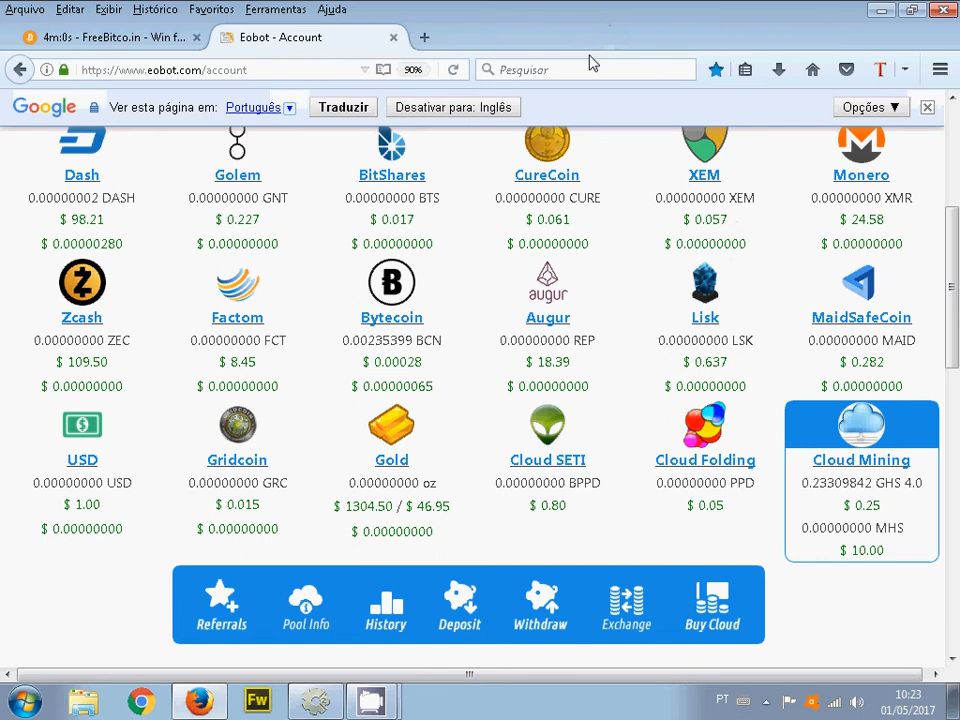 Arquivo Editar Exibir Histórico Favoritos Ferramentas Ajuda
4m:0s - FreeBitco.in - Win f...
Eobot - Account
https://www.eobot.com/account
90%
Pesquisar
T
Google Ver esta página em: Português Traduzir Desativar para: Inglês Opções ▼
Dash Golem BitShares CureCoin XEM Monero
0.00000002 DASH 0.00000000 GNT 0.00000000 BTS 0.00000000 CURE 0.00000000 XEM 0.00000000 XMR
$ 98.21 $ 0.227 $ 0.017 $ 0.061 $ 0.057 $ 24.58
$ 0.00000280 $ 0.00000000 $ 0.00000000 $ 0.00000000 $ 0.00000000 $ 0.00000000
augur
Zcash Factom Bytecoin Augur Lisk MaidSafeCoin
0.00000000 ZEC 0.00000000 FCT 0.00235399 BCN 0.00000000 REP 0.00000000 LSK 0.00000000 MAID
$ 109.50 $ 8.45 $ 0.00028 $ 18.39 $ 0.637 $ 0.282
$ 0.00000000 $ 0.00000000 $ 0.00000065 $ 0.00000000 $ 0.00000000 $ 0.00000000
USD Gridcoin Gold Cloud SETI Cloud Folding Cloud Mining
0.00000000 USD 0.00000000 GRC 0.00000000 oz 0.00000000 BPPD 0.00000000 PPD 0.23309842 GHS 4.0
$ 1.00 $ 0.015 $ 1304.50 / $ 46.95 $ 0.80 $ 0.05 $ 0.25
$ 0.00000000 $ 0.00000000 $ 0.00000000 0.00000000 MHS
$ 10.00
Referrals Pool Info History Deposit Withdraw Exchange Buy Cloud
Fw
PT
10:23
01/05/2017